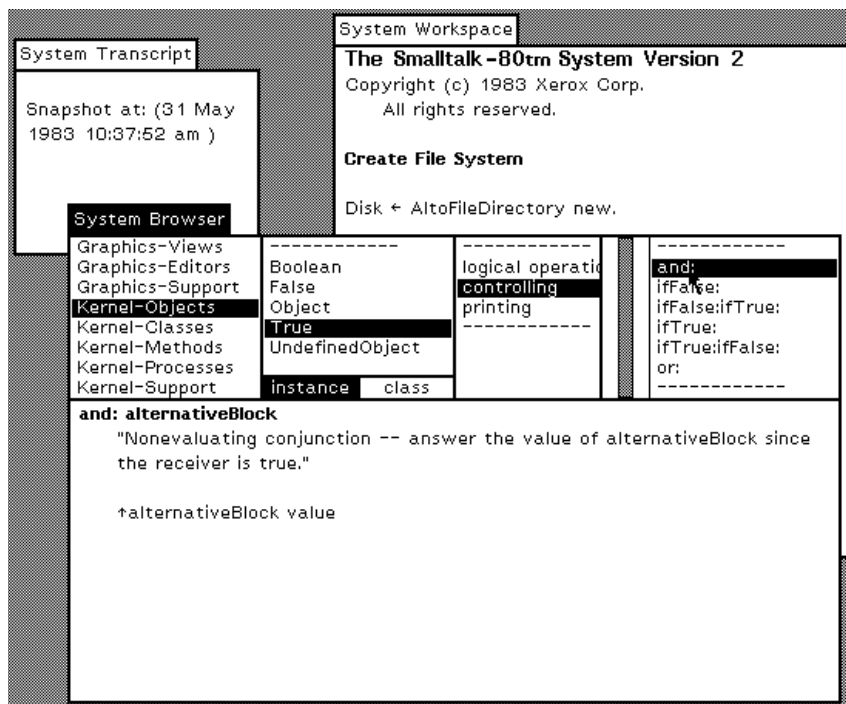 System Workspace
System Transcript
The Smalltalk-80tm System Version 2
Copyright (c) 1983 Xerox Corp.
All rights reserved.
Snapshot at: (31 May
1983 10:37:52 am )
Create File System
Disk ← AltoFileDirectory new.
System Browser
Graphics-Views
Graphics-Editors
Graphics-Support
Kernel-Objects
Kernel-Classes
Kernel-Methods
Kernel-Processes
Kernel-Support
------------
Boolean
False
Object
True
UndefinedObject
instance class
------------
logical operatio
controlling
printing
------------
------------
and:
ifFalse:
ifFalse:ifTrue:
ifTrue:
ifTrue:ifFalse:
or:
------------
and: alternativeBlock
"Nonevaluating conjunction -- answer the value of alternativeBlock since
the receiver is true."
↑alternativeBlock value